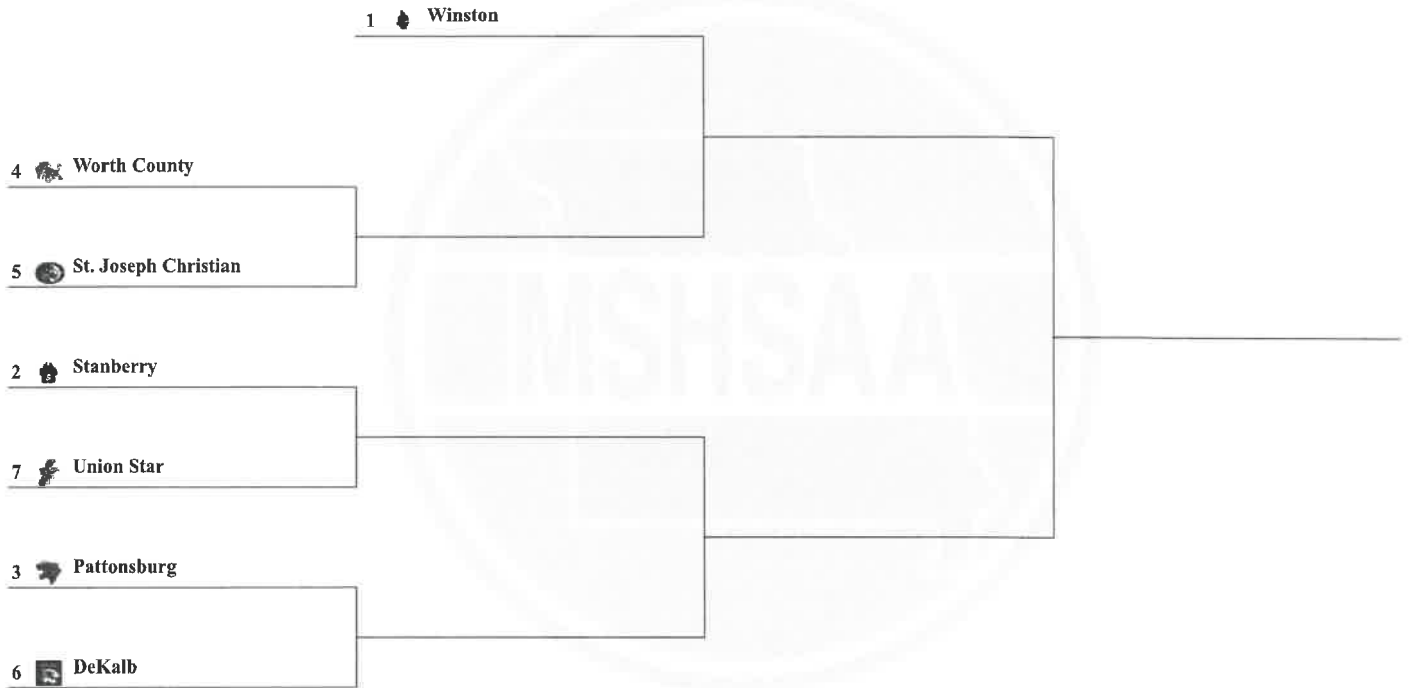 1 Winston
4 Worth County
5 St. Joseph Christian
2 Stanberry
MSHSAA
7 Union Star
3 Pattonsburg
6 DeKalb